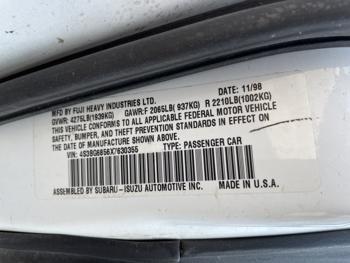 MFD BY FUJI HEAVY INDUSTRIES LTD. DATE 11/98
GVWR: 4275LB(1939KG) GAWR:F 2065LB( 937KG) R 2210LB(1002KG)
THIS VEHICLE CONFORMS TO ALL APPLICABLE FEDERAL MOTOR VEHICLE
SAFETY, BUMPER, AND THEFT PREVENTION STANDARDS IN EFFECT ON THE
DATE OF MANUFACTURE SHOWN ABOVE.
VIN: 4S3BG6856X7630355 TYPE: PASSENGER CAR
ASSEMBLED BY SUBARU-ISUZU AUTOMOTIVE INC. MADE IN U.S.A.